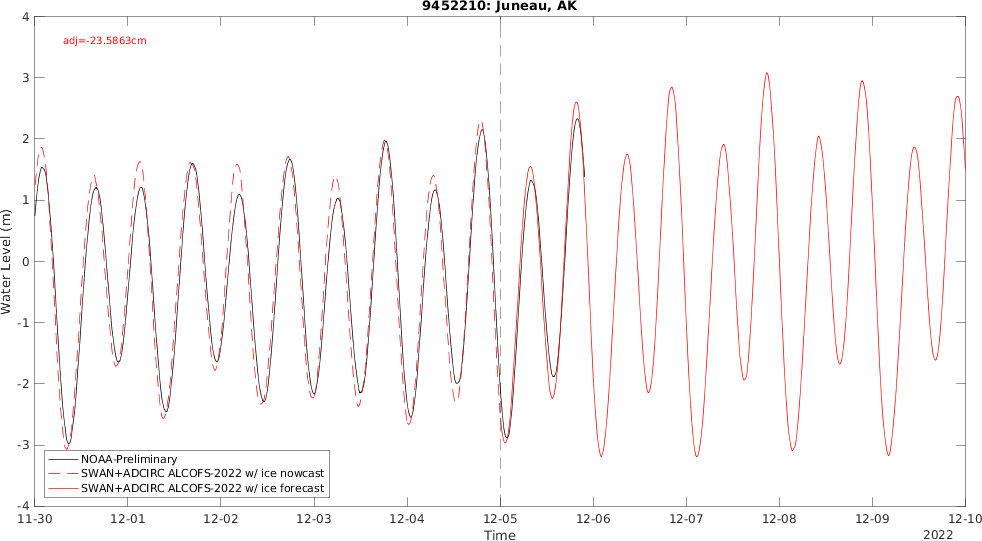 9452210: Juneau, AK
adj=-23.5863cm
Water Level (m)
4
3
2
1
0
-1
-2
-3
-4
NOAA-Preliminary
SWAN+ADCIRC ALCOFS-2022 w/ ice nowcast
SWAN+ADCIRC ALCOFS-2022 w/ ice forecast
11-30 12-01 12-02 12-03 12-04 12-05 12-06 12-07 12-08 12-09 12-10
Time
2022